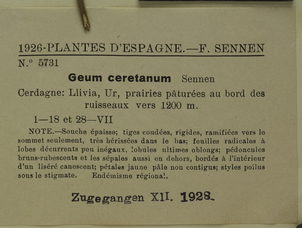 1926-PLANTES D'ESPAGNE.—F. SENNEN
N.º 5731
Geum ceretanum Sennen
Cerdagne: Llivia, Ur, prairies pâturées au bord des
ruisseaux vers 1200 m.
1—18 et 28—VII
NOTE.—Souche épaisse; tiges condées, rigides, ramifiées vers le
sommet seulement, très hérissées dans le bas; feuilles radicales à
lobes décurrents peu inégaux, lobules ultimes oblongs; pédoncules
bruns-rubescents et les sépales aussi en dehors, bordés à l'intérieur
d'un liséré canescent; pétales jaune pâle non contigus; styles poilus
sous le stigmate. Endémisme régional.
Zugegangen XII. 1928.